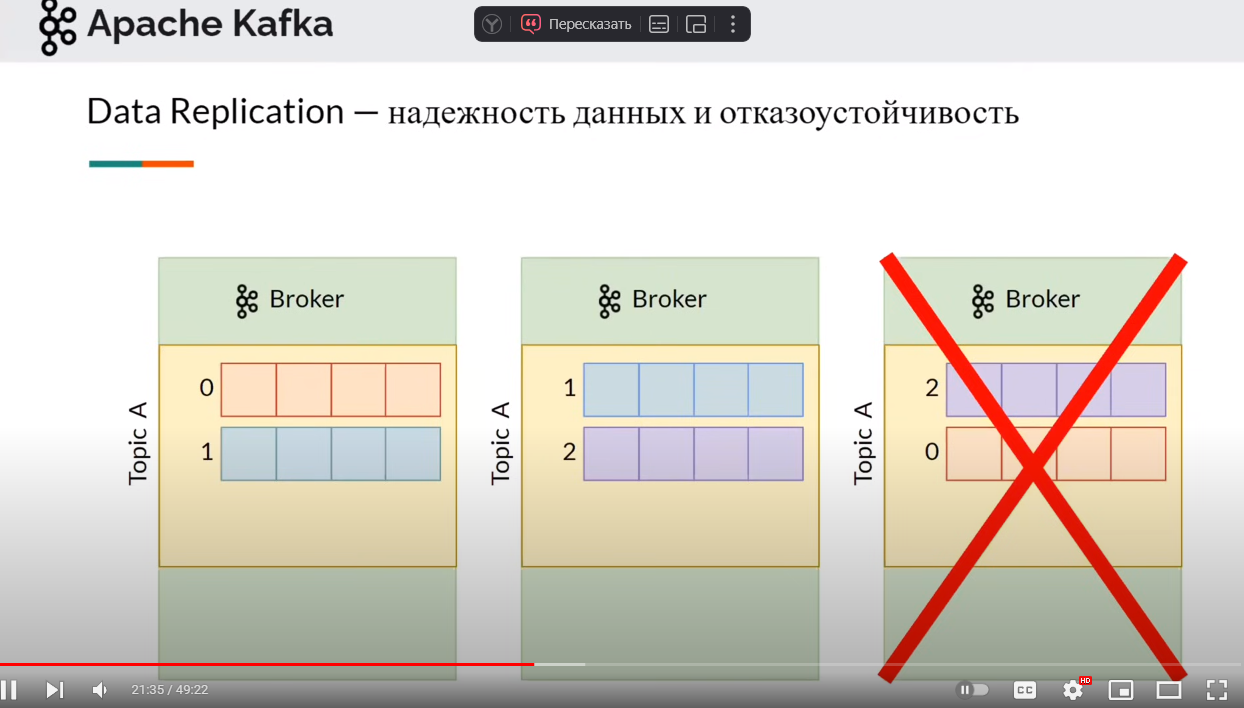 Apache Kafka
Пересказать
Data Replication — надежность данных и отказоустойчивость
Broker
Broker
Broker
Topic A
0
1
Topic A
1
2
Topic A
2
0
21:35 / 49:22
CC
HD